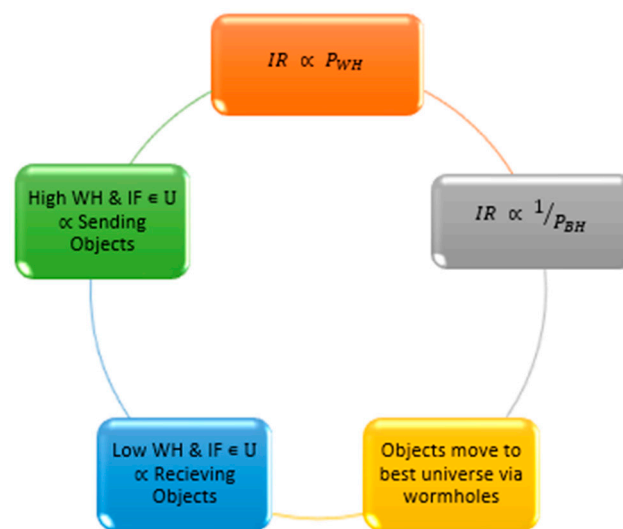 IR ∝ P_WH
High WH & IF ∈ U
∝ Sending
Objects
IR ∝ 1/P_BH
Low WH & IF ∈ U
∝ Recieving
Objects
Objects move to
best universe via
wormholes